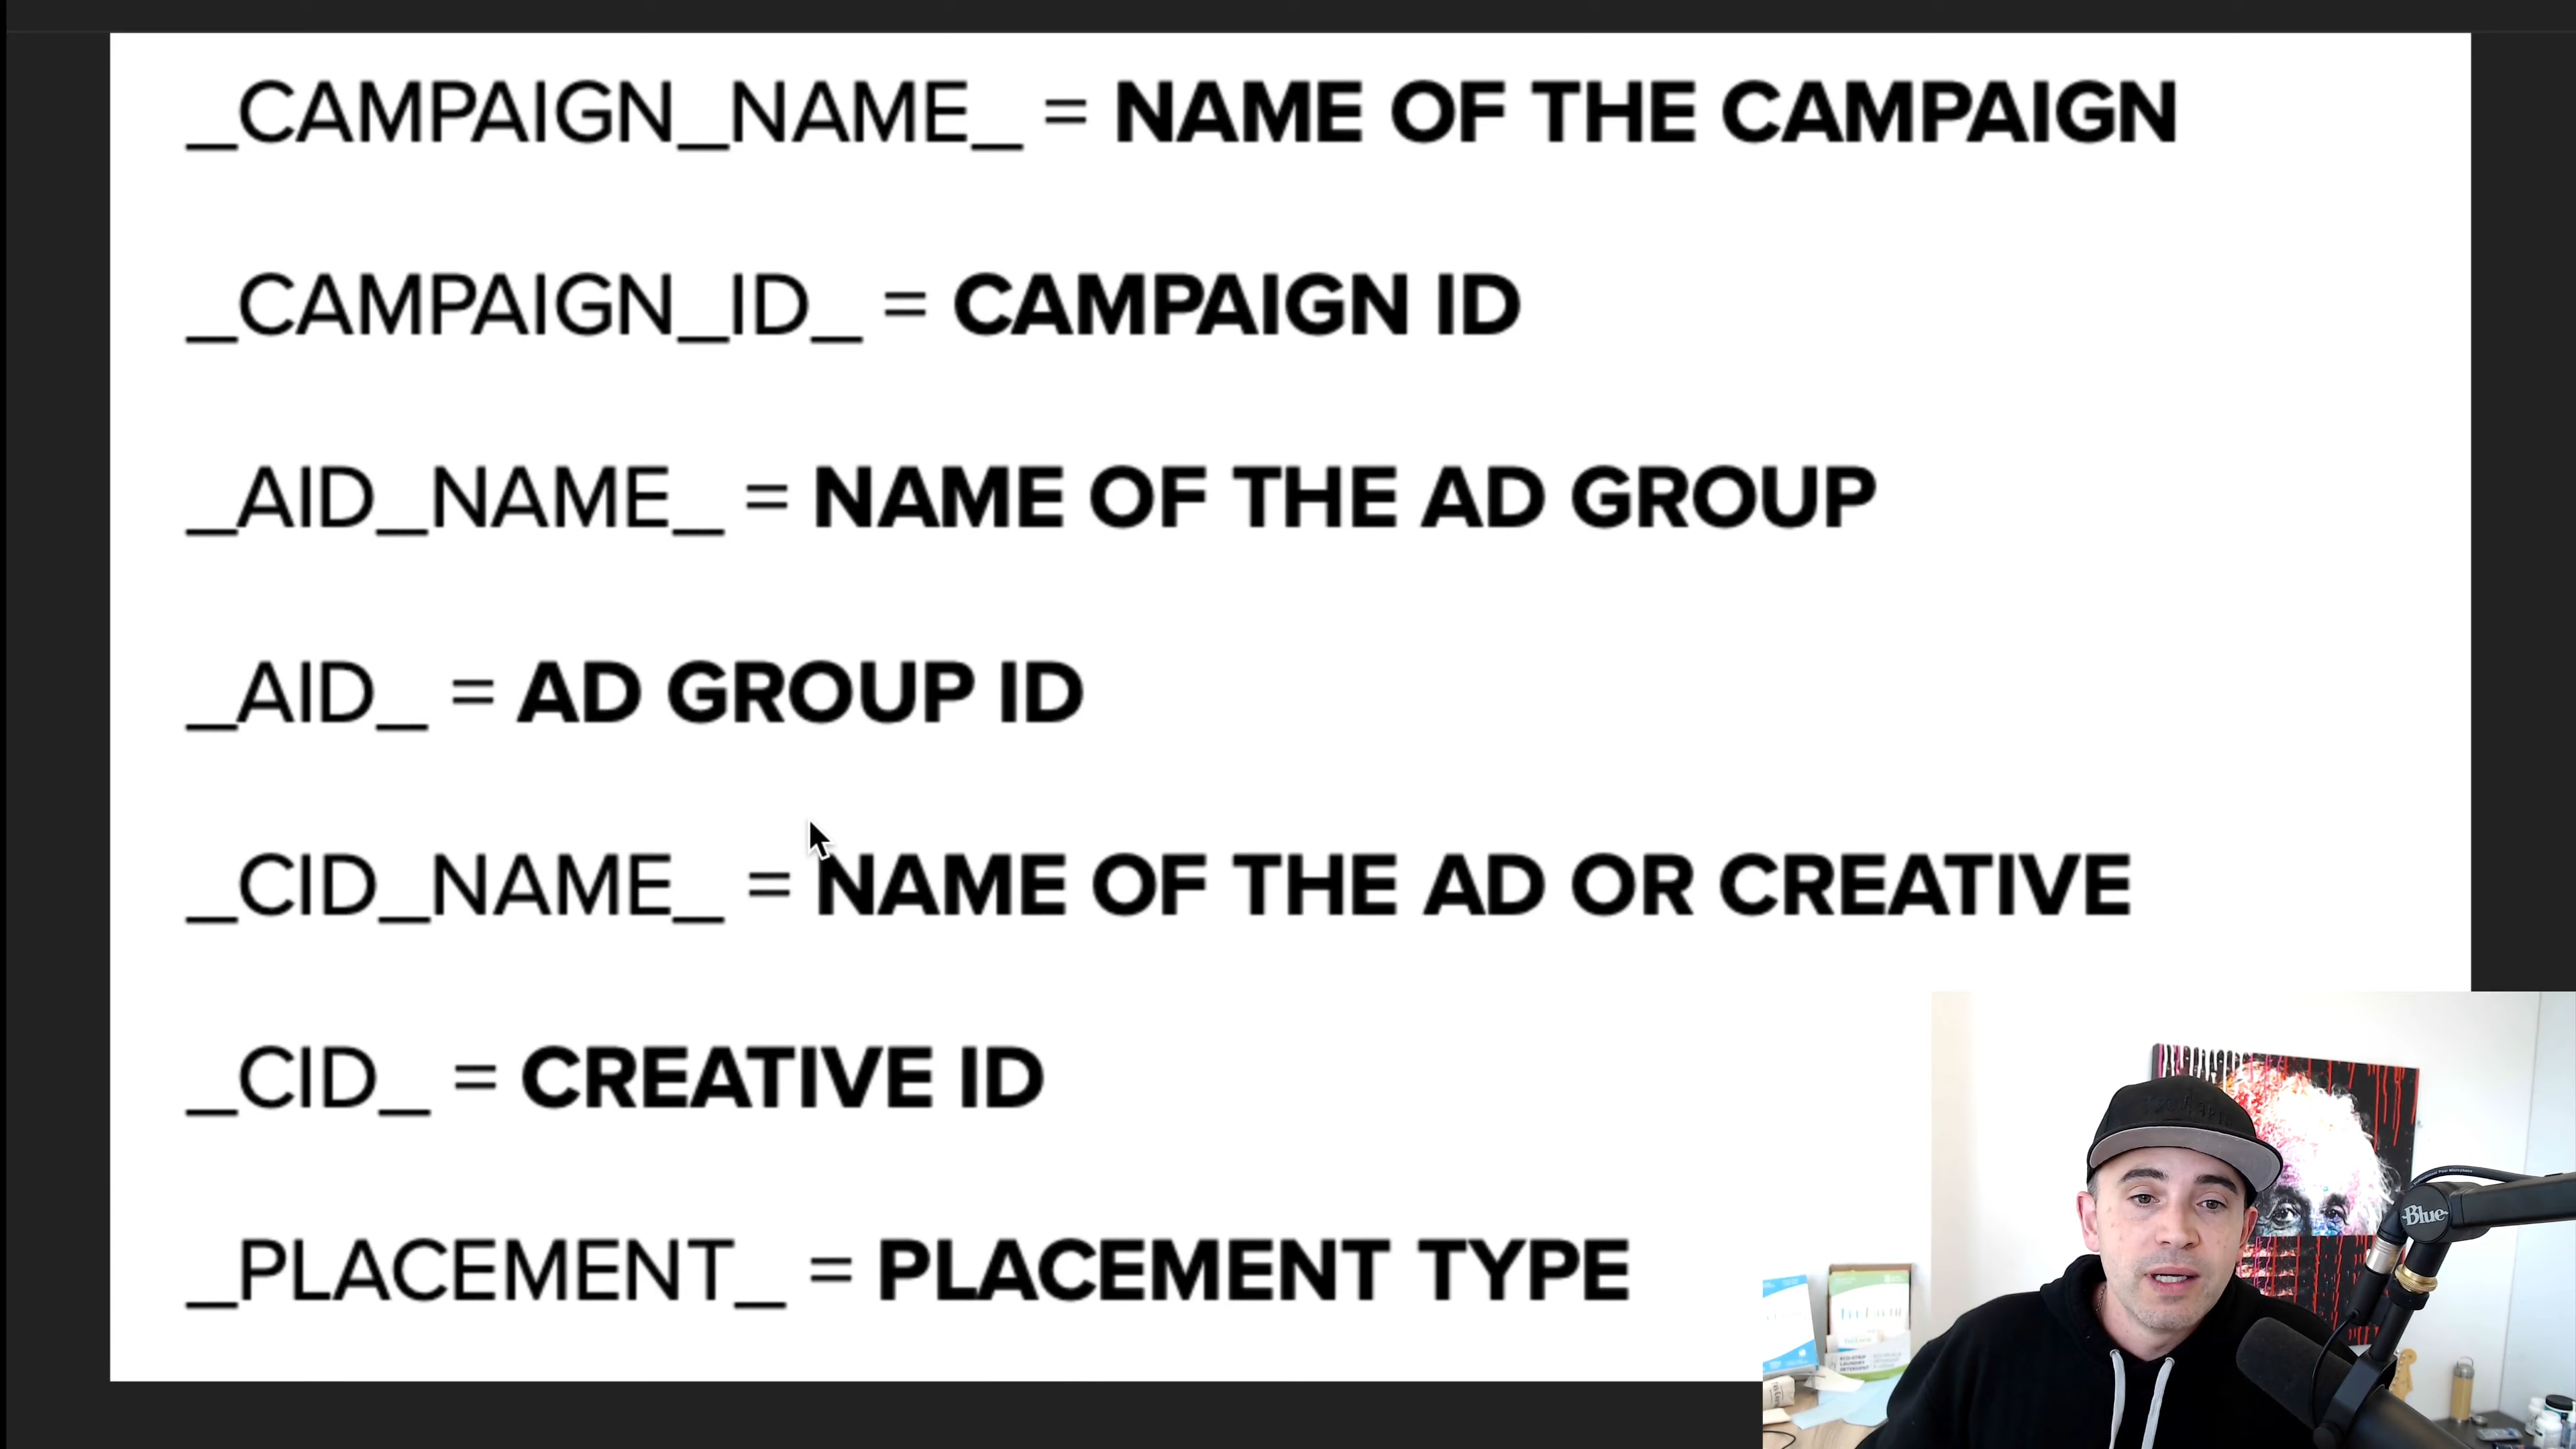 _CAMPAIGN_NAME_ = NAME OF THE CAMPAIGN
_CAMPAIGN_ID_ = CAMPAIGN ID
_AID_NAME_ = NAME OF THE AD GROUP
_AID_ = AD GROUP ID
_CID_NAME_ = NAME OF THE AD OR CREATIVE
_CID_ = CREATIVE ID
_PLACEMENT_ = PLACEMENT TYPE
Blue